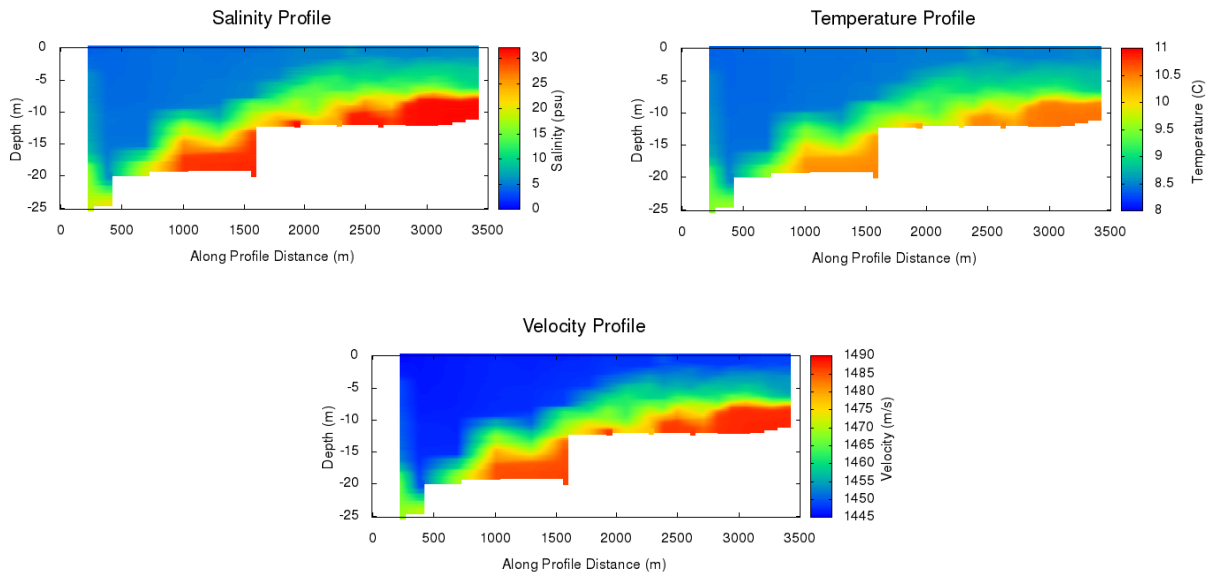 Salinity Profile
0
-5
-10
-15
-20
-25
Depth (m)
0 500 1000 1500 2000 2500 3000 3500
Along Profile Distance (m)
30
25
20
15
10
5
0
Salinity (psu)
Temperature Profile
0
-5
-10
-15
-20
-25
Depth (m)
0 500 1000 1500 2000 2500 3000 3500
Along Profile Distance (m)
11
10.5
10
9.5
9
8.5
8
Temperature (C)
Velocity Profile
0
-5
-10
-15
-20
-25
Depth (m)
0 500 1000 1500 2000 2500 3000 3500
Along Profile Distance (m)
1490
1485
1480
1475
1470
1465
1460
1455
1450
1445
Velocity (m/s)